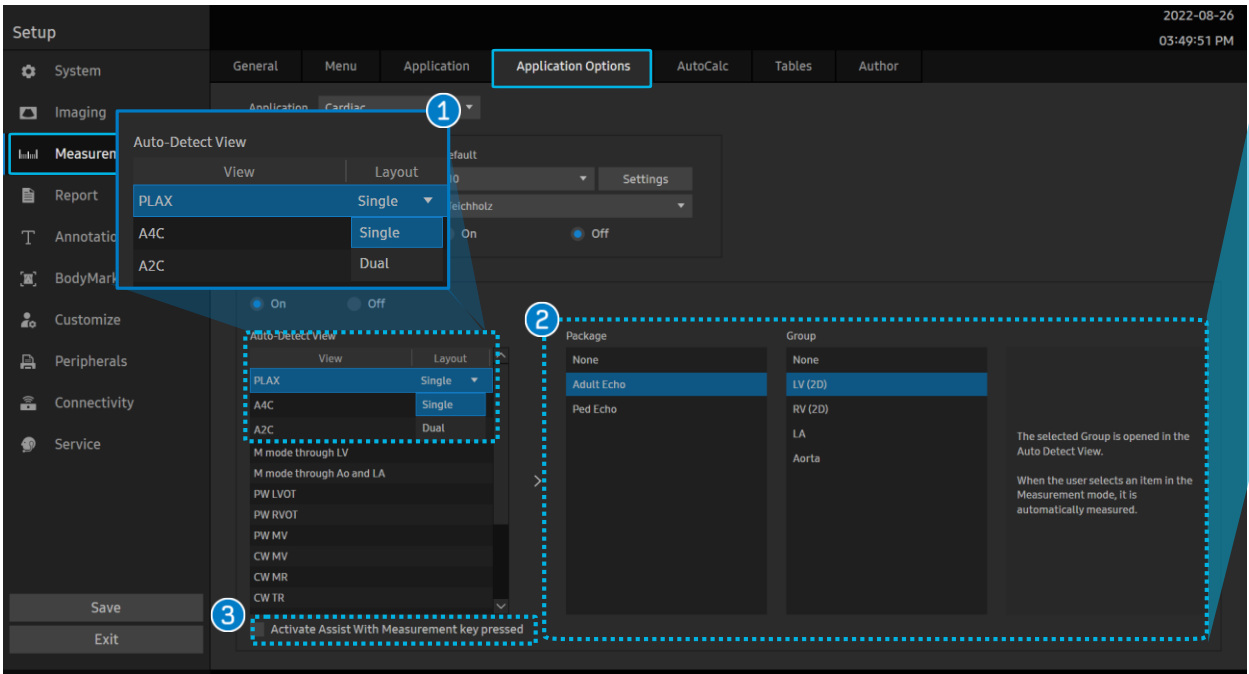 2022-08-26
Setup
03:49:51 PM
System
Imaging
Measurem
Report
Annotatio
BodyMark
Customize
Peripherals
Connectivity
Service
Save
Exit
General Menu Application Application Options AutoCalc Tables Author
Application Cardiac
1
Auto-Detect View
View Layout
PLAX Single
A4C Single
A2C Dual
efault
Settings
eichholz
On Off
On Off
Auto-Detect View
View Layout
PLAX Single
A4C Single
A2C Dual
M mode through LV
M mode through Ao and LA
PW LVOT
PW RVOT
PW MV
CW MV
CW MR
CW TR
3
Activate Assist With Measurement key pressed
2
Package
None
Adult Echo
Ped Echo
Group
None
LV (2D)
RV (2D)
LA
Aorta
The selected Group is opened in the
Auto Detect View.
When the user selects an item in the
Measurement mode, it is
automatically measured.